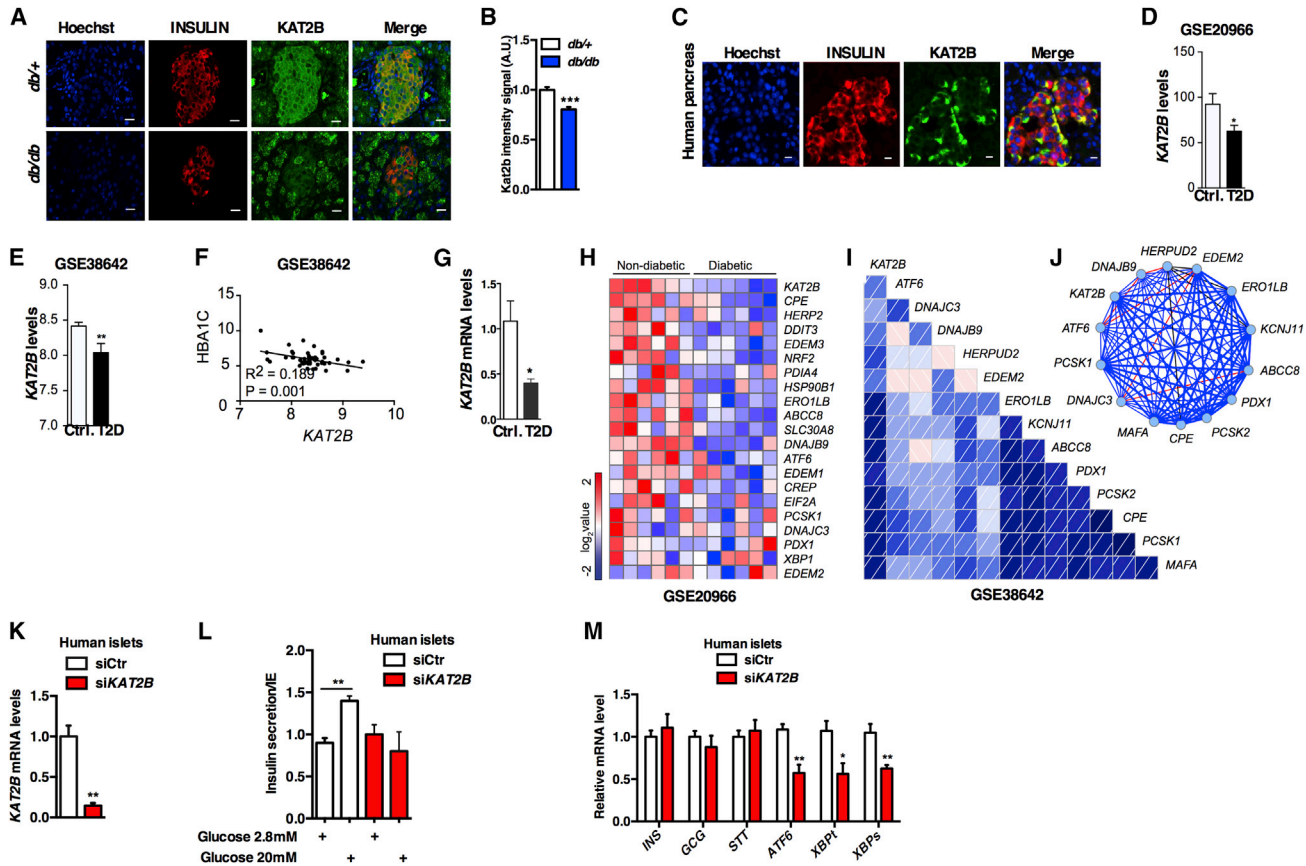 A
Hoechst
INSULIN
KAT2B
Merge
db/+
db/db
B
db/+
db/db
Kat2b intensity signal (A.U.)
1.5
1.0
0.5
0.0
***
C
Human pancreas
Hoechst
INSULIN
KAT2B
Merge
D
GSE20966
KAT2B levels
150
100
50
0
*
Ctrl. T2D
E
GSE38642
KAT2B levels
9.0
8.5
8.0
7.5
7.0
**
Ctrl. T2D
F
GSE38642
HBA1C
15
10
5
0
R2 = 0.189
P = 0.001
7 8 9 10
KAT2B
G
KAT2B mRNA levels
1.5
1.0
0.5
0.0
*
Ctrl. T2D
H
Non-diabetic
Diabetic
KAT2B
CPE
HERP2
DDIT3
EDEM3
NRF2
PDIA4
HSP90B1
ERO1LB
ABCC8
SLC30A8
DNAJB9
ATF6
EDEM1
CREP
EIF2A
PCSK1
DNAJC3
PDX1
XBP1
EDEM2
-2 log2value 2
GSE20966
I
KAT2B
ATF6
DNAJC3
DNAJB9
HERPUD2
EDEM2
ERO1LB
KCNJ11
ABCC8
PDX1
PCSK2
CPE
PCSK1
MAFA
GSE38642
J
HERPUD2
EDEM2
DNAJB9
ERO1LB
KAT2B
KCNJ11
ATF6
ABCC8
PCSK1
PDX1
DNAJC3
PCSK2
MAFA
CPE
K
Human islets
siCtr
siKAT2B
KAT2B mRNA levels
1.5
1.0
0.5
0.0
**
L
Human islets
siCtr
siKAT2B
Insulin secretion/IE
2.0
1.5
1.0
0.5
0.0
**
Glucose 2.8mM + +
Glucose 20mM + +
M
Human islets
siCtr
siKAT2B
Relative mRNA level
1.5
1.0
0.5
0.0
** * **
INS GCG STT ATF6 XBPt XBPs